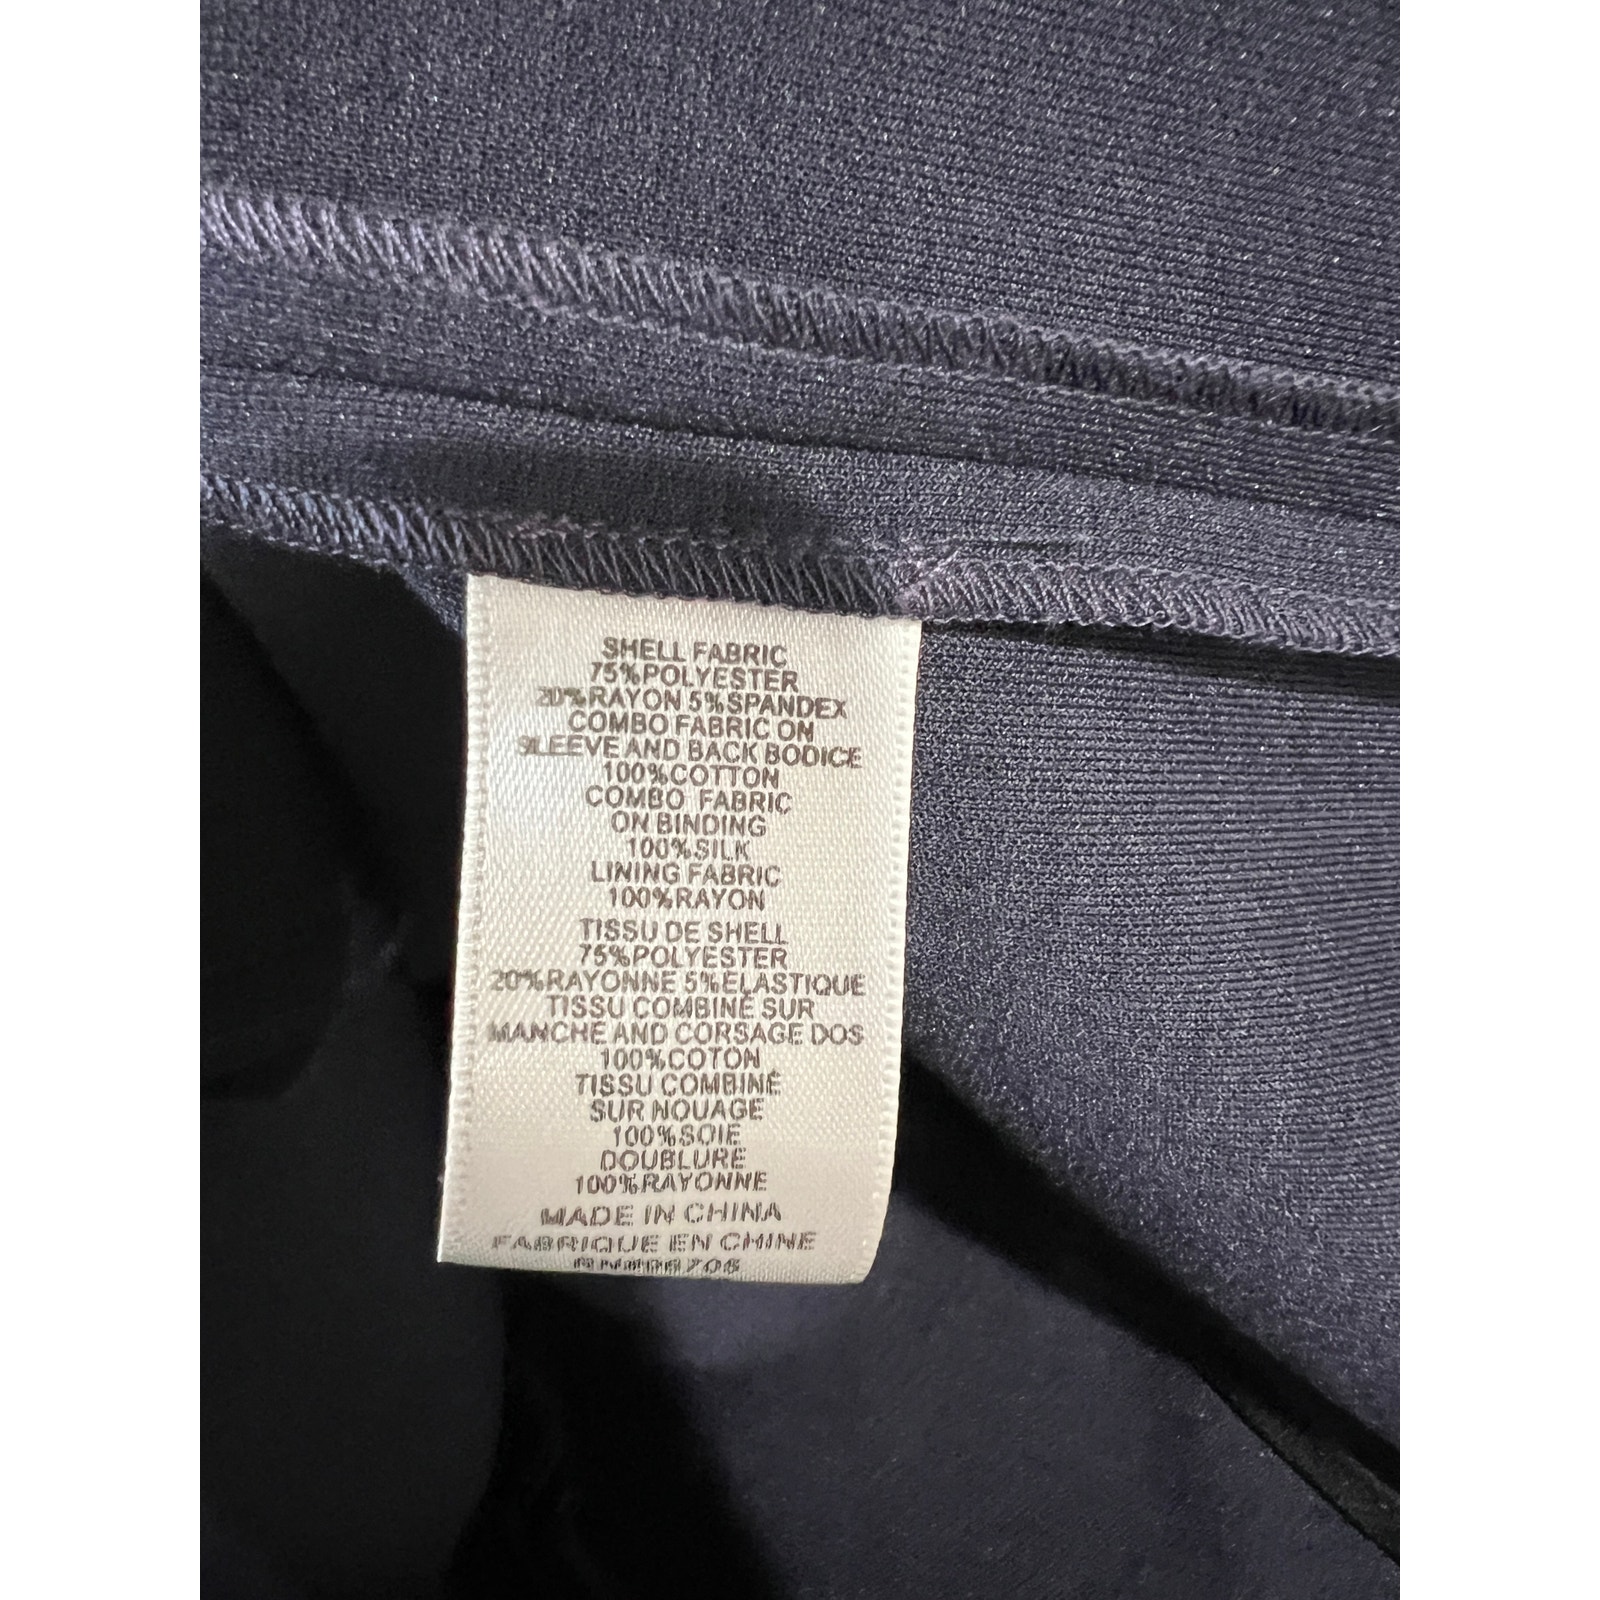 SHELL FABRIC
75%POLYESTER
20%RAYON 5%SPANDEX
COMBO FABRIC ON
SLEEVE AND BACK BODICE
100%COTTON
COMBO FABRIC
ON BINDING
100%SILK
LINING FABRIC
100%RAYON
TISSU DE SHELL
75%POLYESTER
20%RAYONNE 5%ELASTIQUE
TISSU COMBINÉ SUR
MANCHE AND CORSAGE DOS
100%COTON
TISSU COMBINÉ
SUR NOUAGE
100%SOIE
DOUBLURE
100%RAYONNE
MADE IN CHINA
FABRIQUE EN CHINE